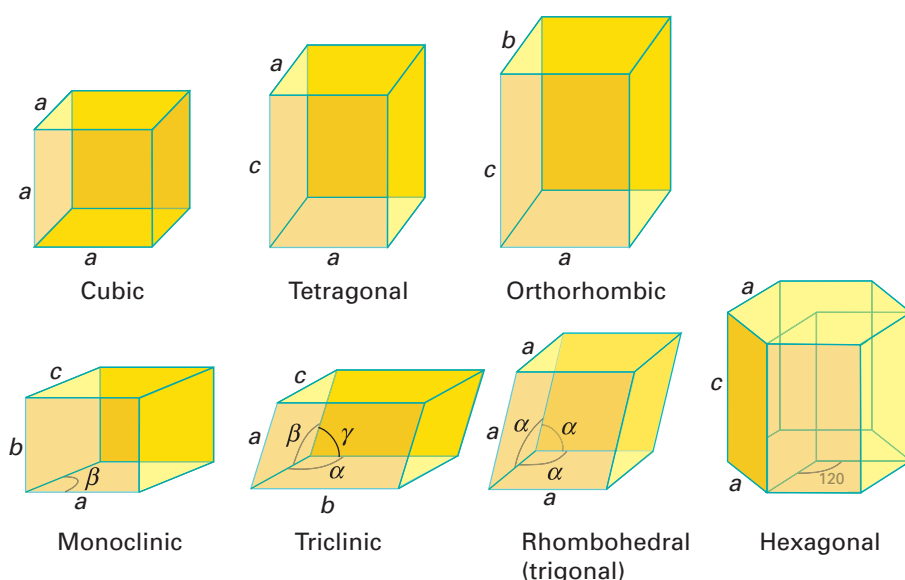 a
a
a
Cubic
a
c
a
Tetragonal
b
c
a
Orthorhombic
c
b
β
a
Monoclinic
c
a
β
γ
α
b
Triclinic
a
a
α
α
α
a
Rhombohedral
(trigonal)
a
c
a
120
Hexagonal